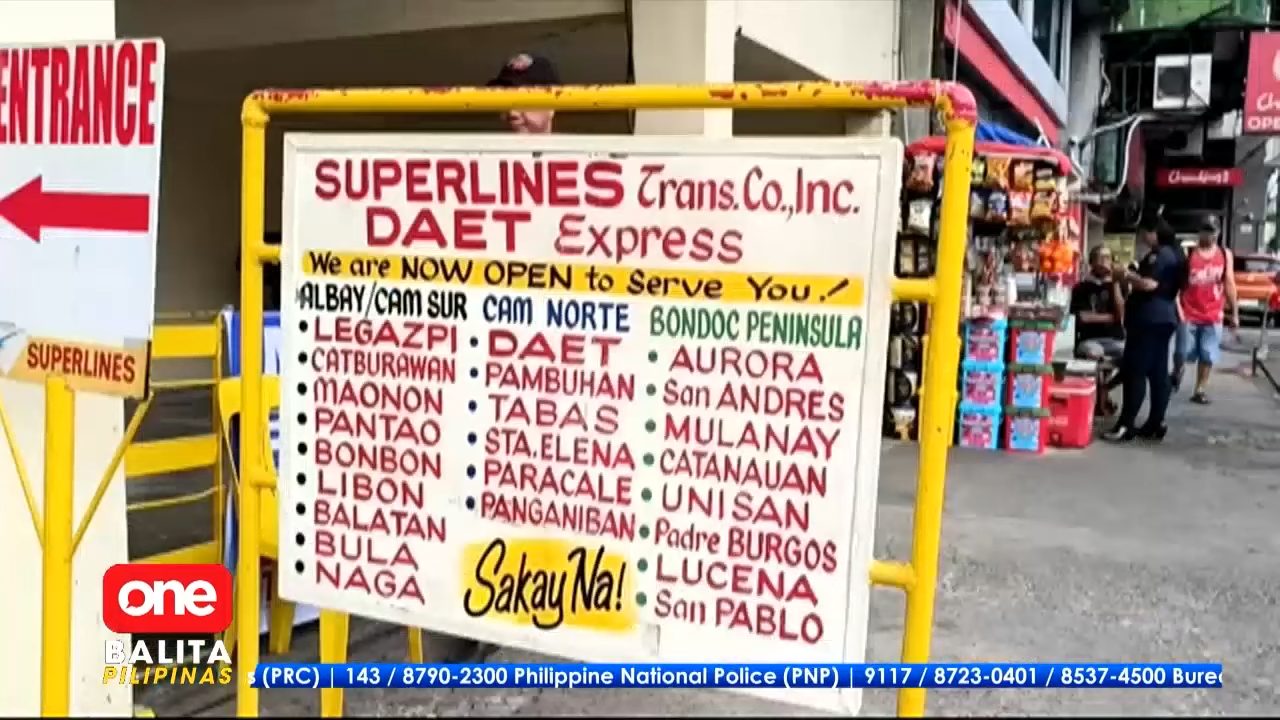 ENTRANCE
SUPERLINES
SUPERLINES Trans.Co.,Inc.
DAET Express
We are NOW OPEN to Serve You!
ALBAY/CAM SUR
• LEGAZPI
• CATBURAWAN
• MAONON
• PANTAO
• BONBON
• LIBON
• BALATAN
• BULA
• NAGA
CAM NORTE
• DAET
• PAMBUHAN
• TABAS
• STA.ELENA
• PARACALE
• PANGANIBAN
Sakay Na!
BONDOC PENINSULA
• AURORA
• San ANDRES
• MULANAY
• CATANAUAN
• UNISAN
• Padre BURGOS
• LUCENA
• San PABLO
Chowking
OPE
one
BALITA
PILIPINAS
s (PRC) | 143 / 8790-2300 Philippine National Police (PNP) | 9117 / 8723-0401 / 8537-4500 Bure